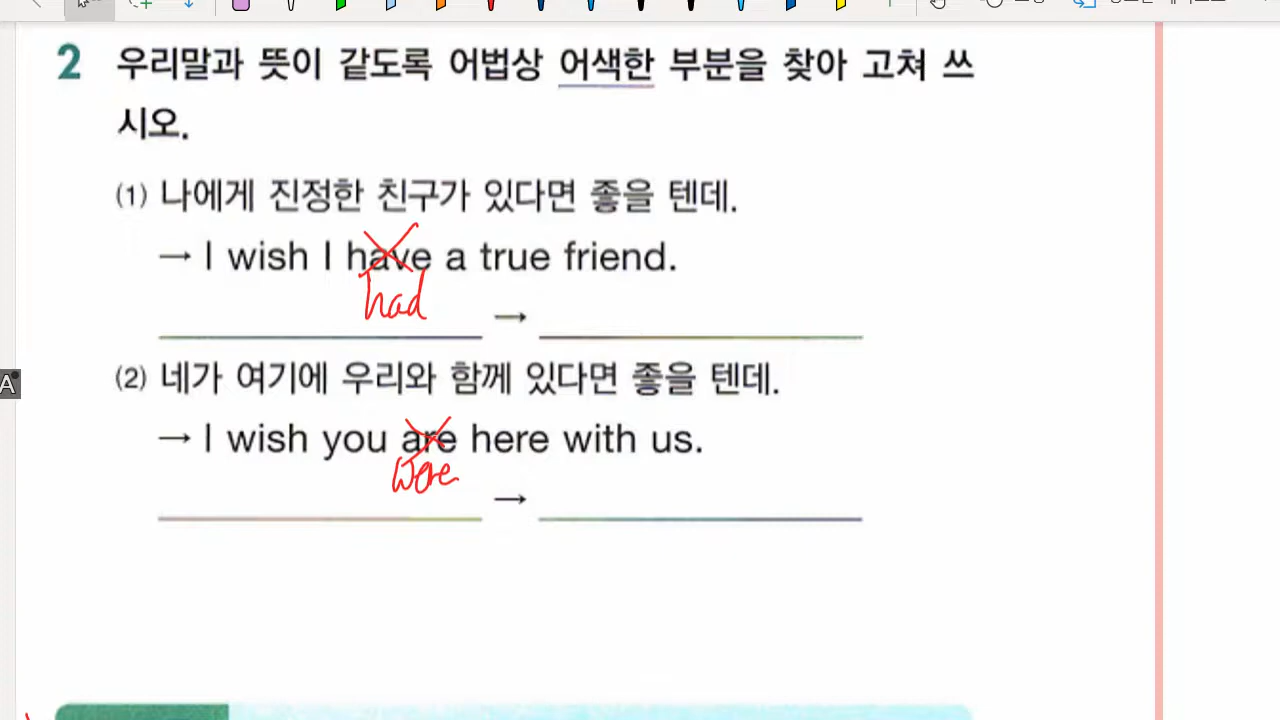 2 우리말과 뜻이 같도록 어법상 어색한 부분을 찾아 고쳐 쓰
시오.
(1) 나에게 진정한 친구가 있다면 좋을 텐데.
→ I wish I have a true friend.
had
→
(2) 네가 여기에 우리와 함께 있다면 좋을 텐데.
→ I wish you are here with us.
were
→
A